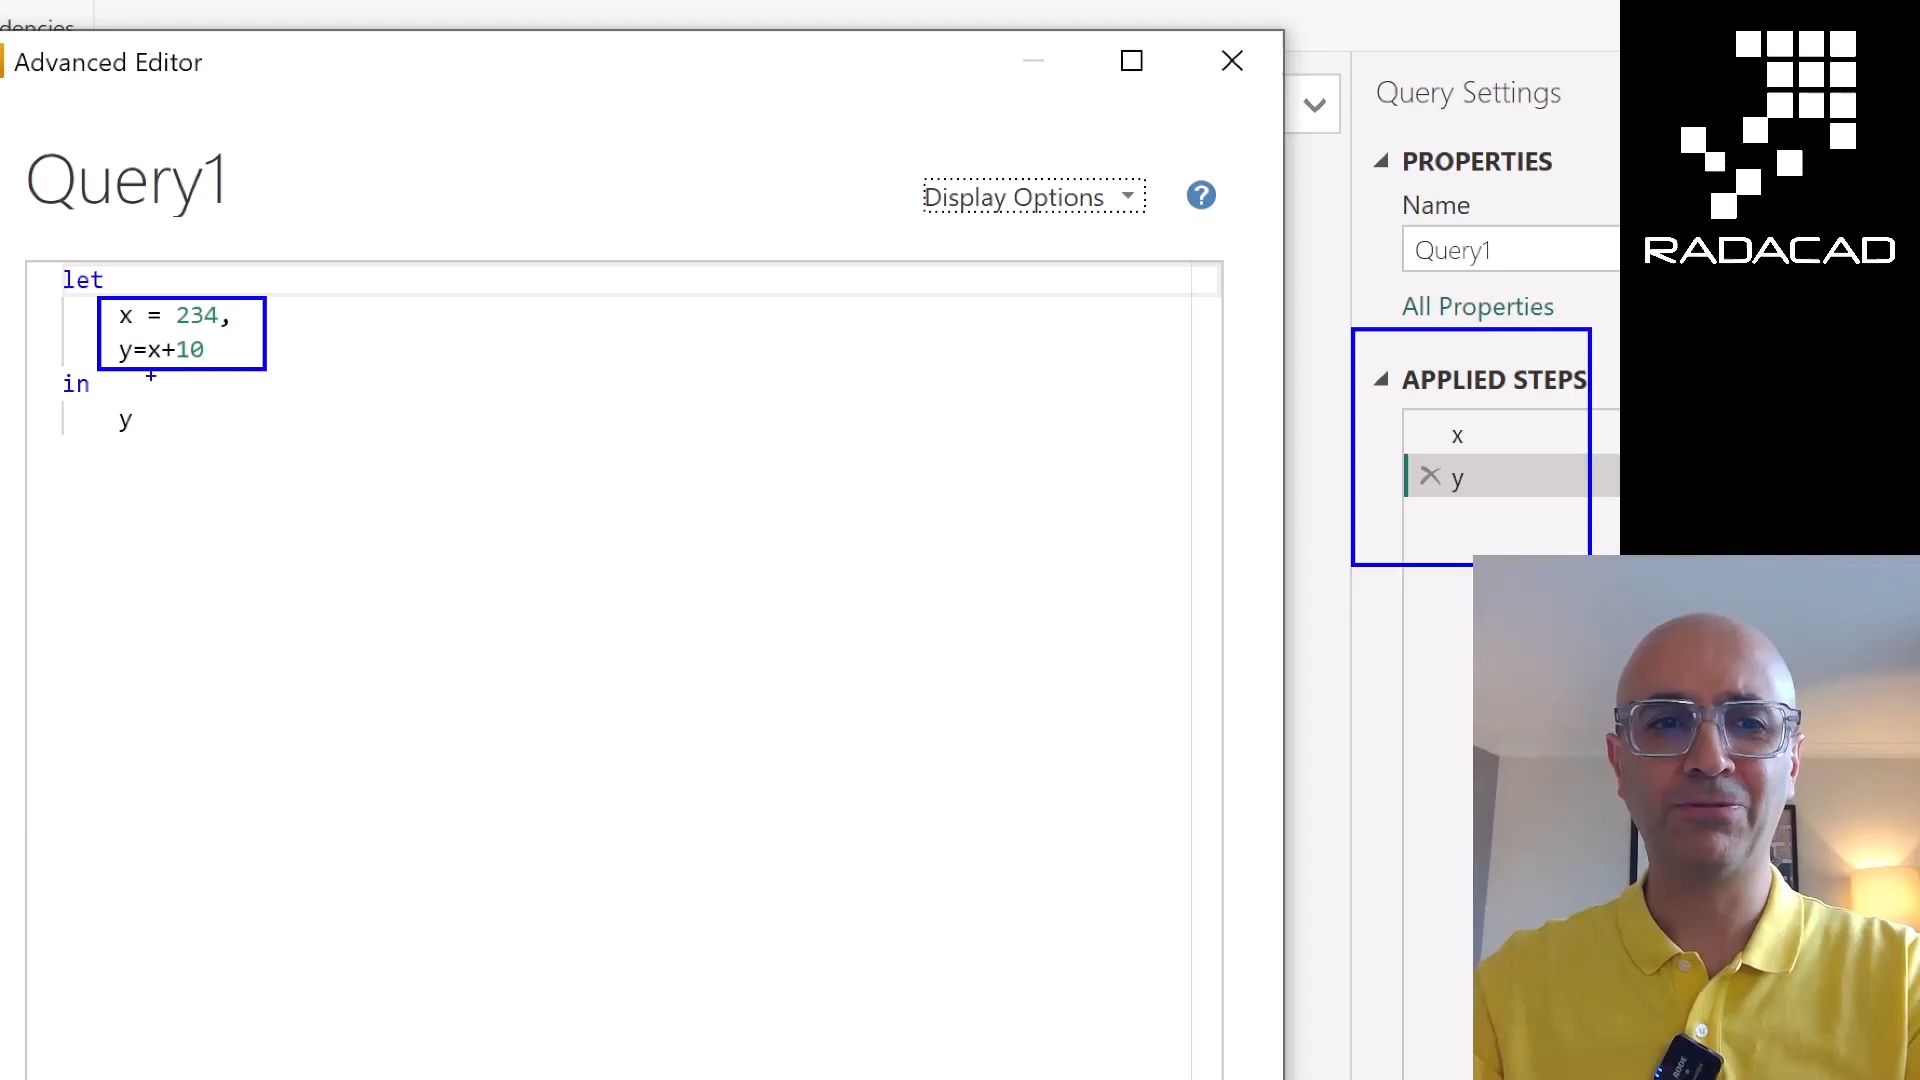 Advanced Editor
Query1
Display Options
?
let
x = 234,
y=x+10
in
y
Query Settings
PROPERTIES
Name
Query1
All Properties
APPLIED STEPS
x
y
RADACAD
RODE